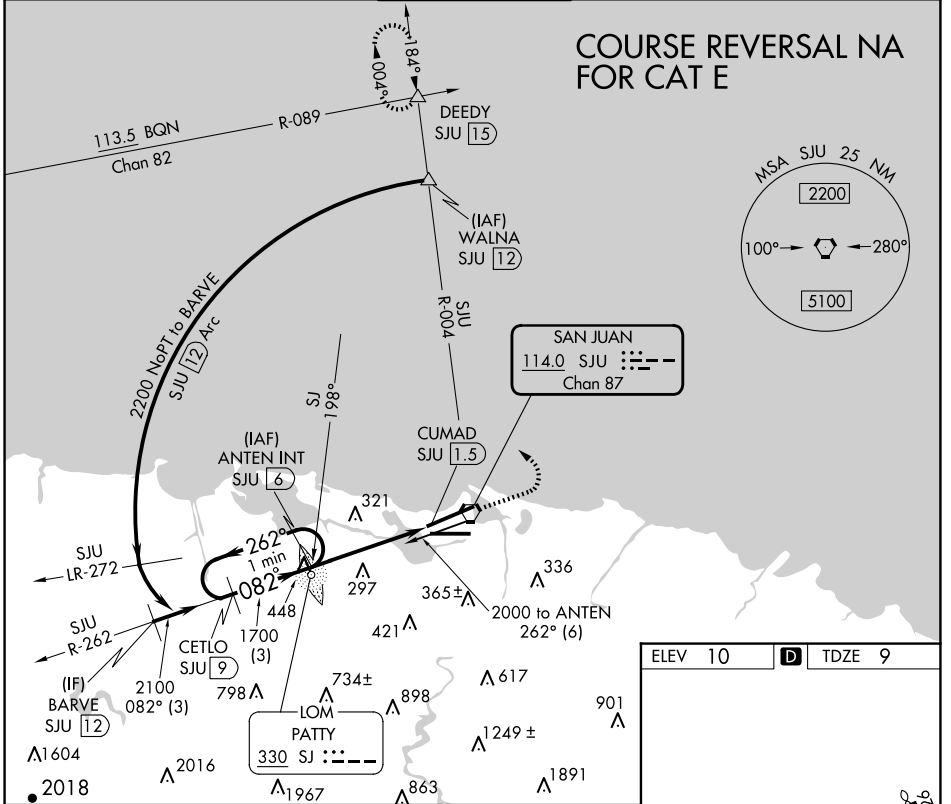 COURSE REVERSAL NA
FOR CAT E
184°
004°
DEEDY
SJU 15
113.5 BQN
Chan 82
R-089
(IAF)
WALNA
SJU 12
MSA SJU 25 NM
2200
100°
280°
5100
2200 NoPT to BARVE
SJU 12 Arc
SJU
R-004
SAN JUAN
114.0 SJU
Chan 87
SJ
198°
(IAF)
ANTEN INT
SJU 6
CUMAD
SJU 1.5
321
262°
1 min
082°
SJU
LR-272
297
336
365±
448
2000 to ANTEN
262° (6)
421
SJU
R-262
CETLO
SJU 9
1700
(3)
(IF)
BARVE
SJU 12
2100
082° (3)
798
734±
898
617
901
LOM
PATTY
330 SJ
1249 ±
1604
2016
2018
1967
863
1891
ELEV 10
D
TDZE 9